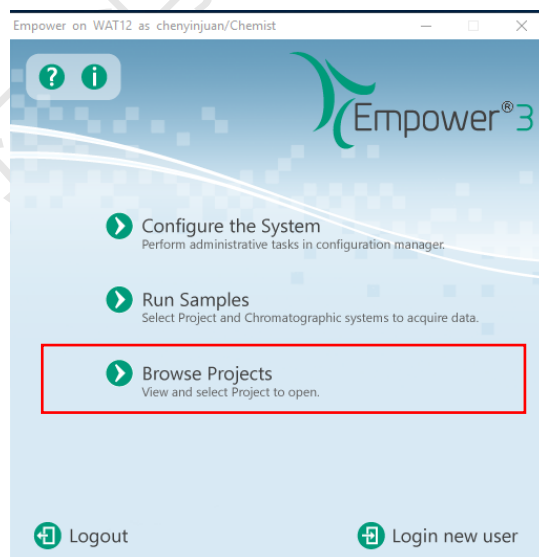 Empower on WAT12 as chenyinjuan/Chemist
? i
Empower®3
Configure the System
Perform administrative tasks in configuration manager.
Run Samples
Select Project and Chromatographic systems to acquire data.
Browse Projects
View and select Project to open.
Logout
Login new user